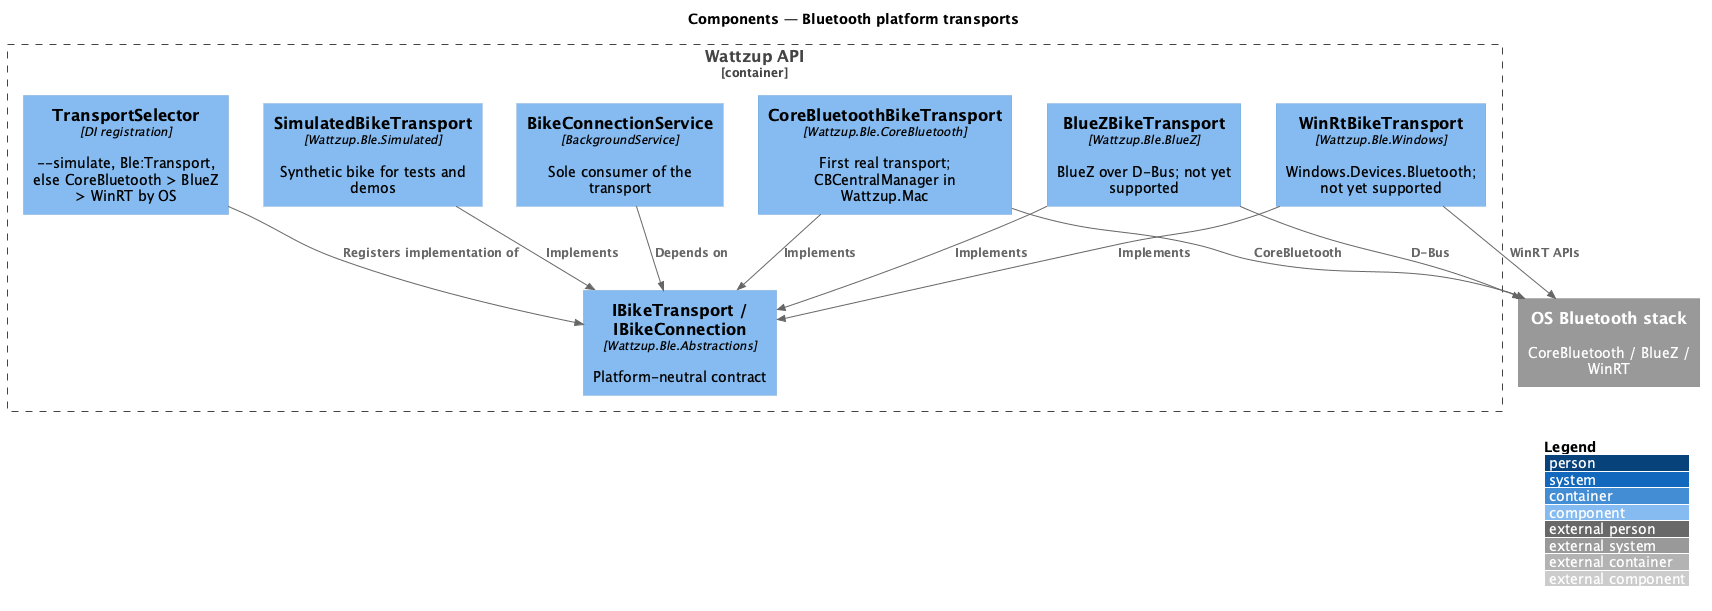 Components — Bluetooth platform transports
Wattzup API
[container]
TransportSelector
[DI registration]
--simulate, Ble:Transport,
else CoreBluetooth > BlueZ
> WinRT by OS
SimulatedBikeTransport
[Wattzup.Ble.Simulated]
Synthetic bike for tests and
demos
BikeConnectionService
[BackgroundService]
Sole consumer of the
transport
CoreBluetoothBikeTransport
[Wattzup.Ble.CoreBluetooth]
First real transport;
CBCentralManager in
Wattzup.Mac
BlueZBikeTransport
[Wattzup.Ble.BlueZ]
BlueZ over D-Bus; not yet
supported
WinRtBikeTransport
[Wattzup.Ble.Windows]
Windows.Devices.Bluetooth;
not yet supported
Registers implementation of
Implements
Depends on
Implements
Implements
Implements
CoreBluetooth
D-Bus
WinRT APIs
IBikeTransport /
IBikeConnection
[Wattzup.Ble.Abstractions]
Platform-neutral contract
OS Bluetooth stack
CoreBluetooth / BlueZ /
WinRT
Legend
person
system
container
component
external person
external system
external container
external component